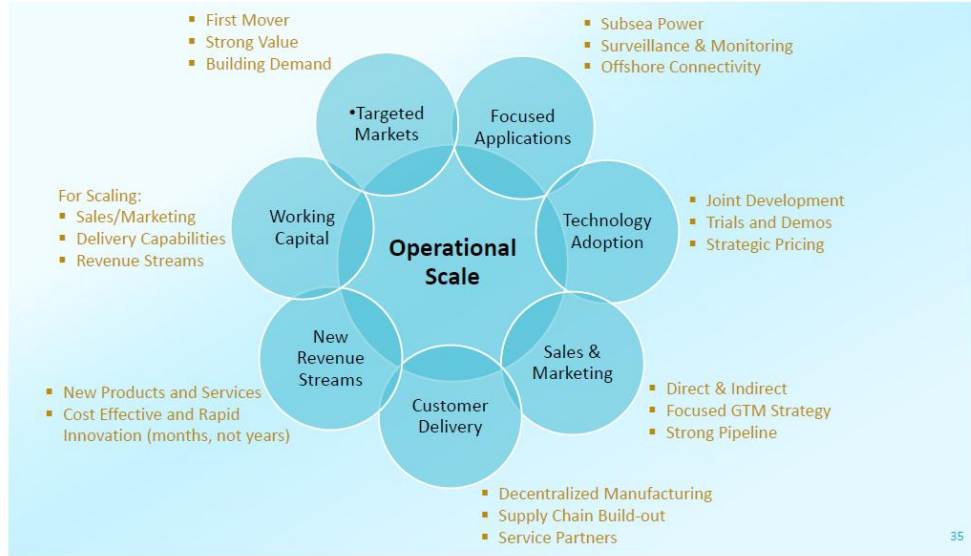 ▪ First Mover
▪ Strong Value
▪ Building Demand
▪ Subsea Power
▪ Surveillance & Monitoring
▪ Offshore Connectivity
•Targeted
Markets
Focused
Applications
For Scaling:
▪ Sales/Marketing
▪ Delivery Capabilities
▪ Revenue Streams
Working
Capital
Operational
Scale
Technology
Adoption
▪ Joint Development
▪ Trials and Demos
▪ Strategic Pricing
New
Revenue
Streams
Sales &
Marketing
▪ New Products and Services
▪ Cost Effective and Rapid
Innovation (months, not years)
Customer
Delivery
▪ Direct & Indirect
▪ Focused GTM Strategy
▪ Strong Pipeline
▪ Decentralized Manufacturing
▪ Supply Chain Build-out
▪ Service Partners
35